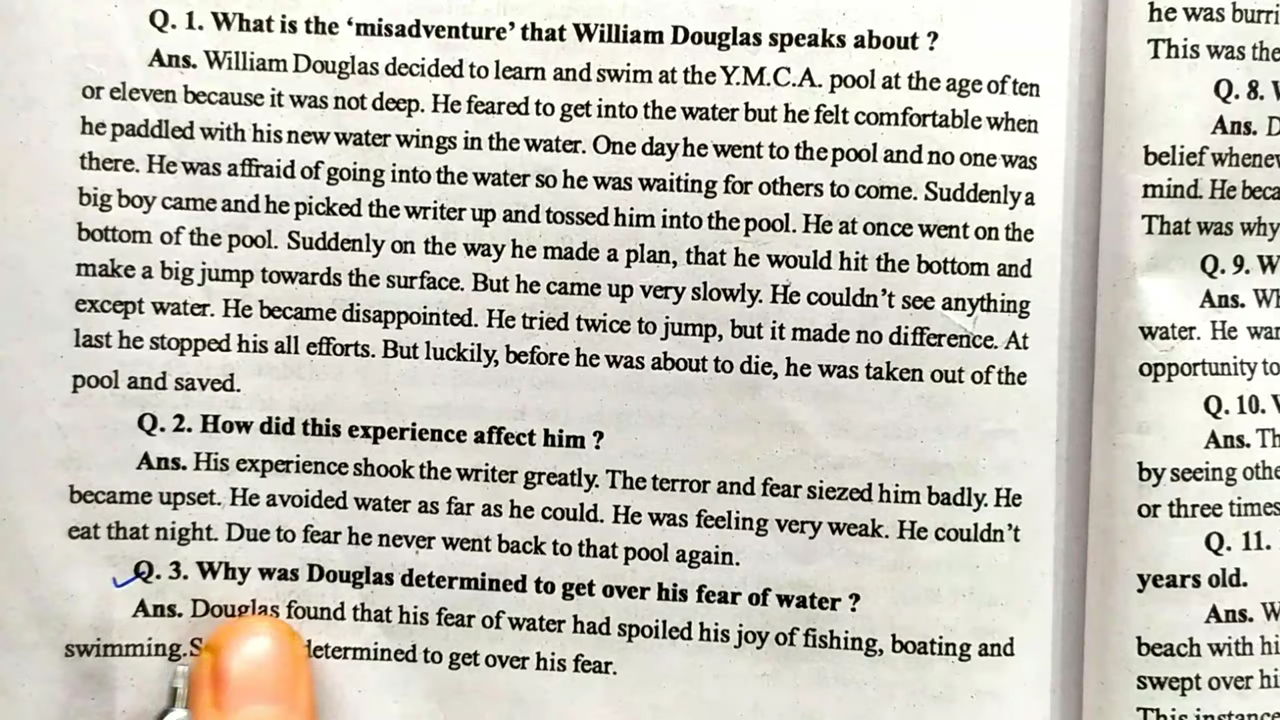 Q. 1. What is the ‘misadventure’ that William Douglas speaks about ?
Ans. William Douglas decided to learn and swim at the Y.M.C.A. pool at the age of ten
or eleven because it was not deep. He feared to get into the water but he felt comfortable when
he paddled with his new water wings in the water. One day he went to the pool and no one was
there. He was affraid of going into the water so he was waiting for others to come. Suddenly a
big boy came and he picked the writer up and tossed him into the pool. He at once went on the
bottom of the pool. Suddenly on the way he made a plan, that he would hit the bottom and
make a big jump towards the surface. But he came up very slowly. He couldn’t see anything
except water. He became disappointed. He tried twice to jump, but it made no difference. At
last he stopped his all efforts. But luckily, before he was about to die, he was taken out of the
pool and saved.
Q. 2. How did this experience affect him ?
Ans. His experience shook the writer greatly. The terror and fear siezed him badly. He
became upset. He avoided water as far as he could. He was feeling very weak. He couldn’t
eat that night. Due to fear he never went back to that pool again.
Q. 3. Why was Douglas determined to get over his fear of water ?
Ans. Douglas found that his fear of water had spoiled his joy of fishing, boating and
swimming. determined to get over his fear.
he was
This was the
Q. 8.
Ans.
belief
mind. He
That was why
Q. 9.
Ans.
water. He
opportunity to
Q. 10.
Ans.
by seeing
or three times
Q. 11.
years old.
Ans.
beach with
swept over
This